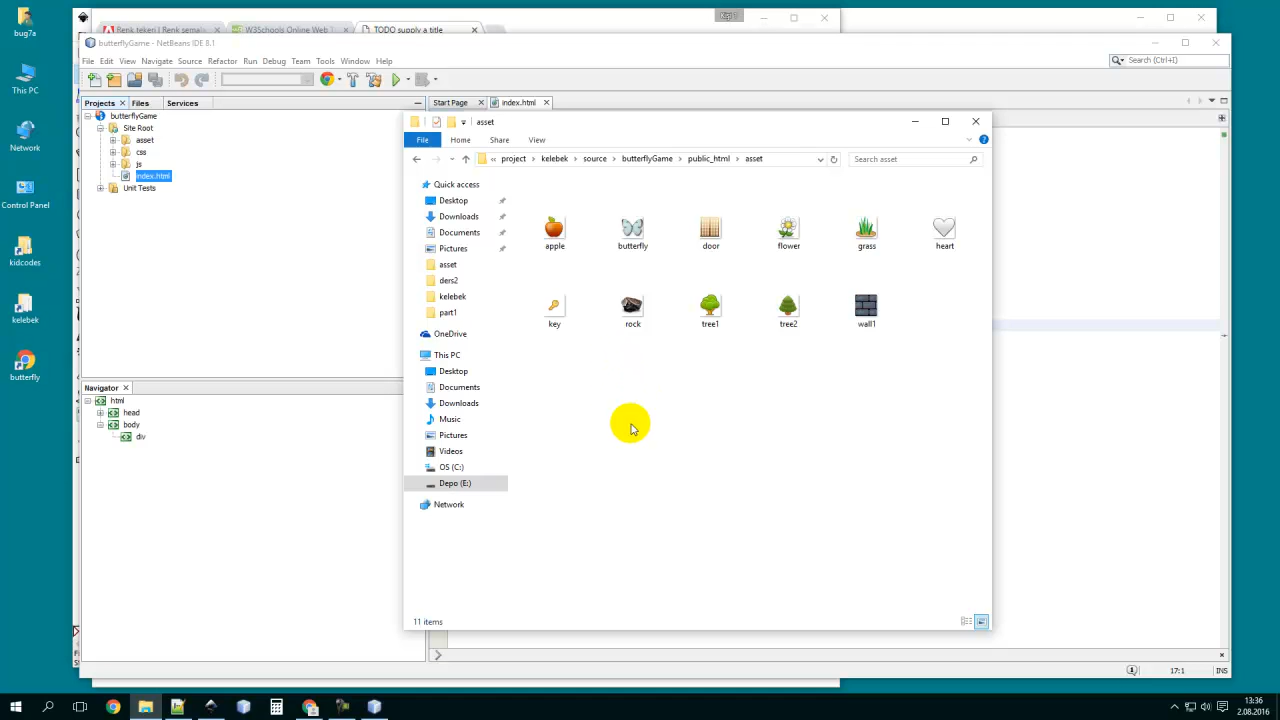 bug7a
This PC
Network
Control Panel
kidcodes
kelebek
butterfly
W3Schools Online Web
TODO supply a title
butterflyGame - NetBeans IDE 8.1
File Edit View Navigate Source Refactor Run Debug Team Tools Window Help
Search (Ctrl+I)
Projects Files Services
Start Page index.html
butterflyGame
Site Root
asset
css
js
index.html
Unit Tests
Navigator
html
head
body
div
asset
File Home Share View
« project kelebek source butterflyGame public_html asset
Search asset
Quick access
Desktop
Downloads
Documents
Pictures
asset
ders2
kelebek
part1
OneDrive
This PC
Desktop
Documents
Downloads
Music
Pictures
Videos
OS (C:)
Depo (E:)
Network
apple butterfly door flower grass heart
key rock tree1 tree2 wall1
11 items
17:1 INS
13:36
2.08.2016